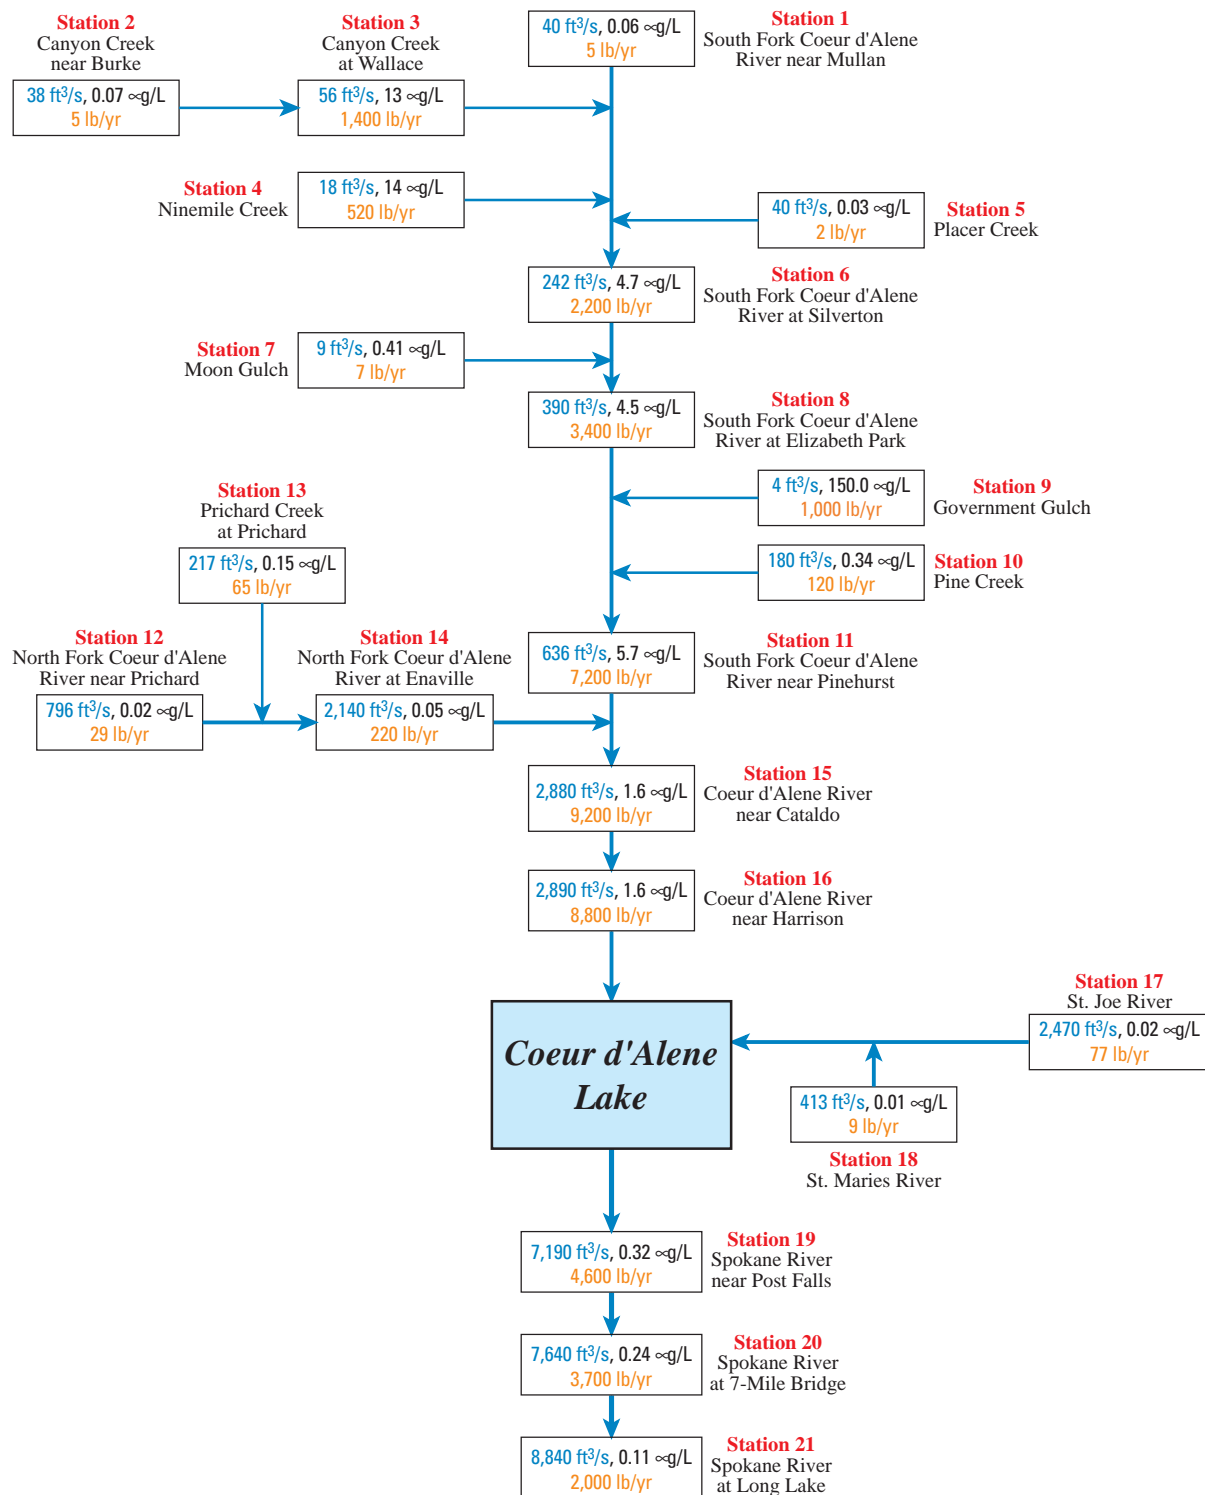 Station 2
Canyon Creek
near Burke
38 ft³/s, 0.07 ∝g/L
5 lb/yr
Station 3
Canyon Creek
at Wallace
56 ft³/s, 13 ∝g/L
1,400 lb/yr
40 ft³/s, 0.06 ∝g/L
5 lb/yr
Station 1
South Fork Coeur d'Alene
River near Mullan
Station 4
Ninemile Creek
18 ft³/s, 14 ∝g/L
520 lb/yr
40 ft³/s, 0.03 ∝g/L
2 lb/yr
Station 5
Placer Creek
242 ft³/s, 4.7 ∝g/L
2,200 lb/yr
Station 6
South Fork Coeur d'Alene
River at Silverton
Station 7
Moon Gulch
9 ft³/s, 0.41 ∝g/L
7 lb/yr
390 ft³/s, 4.5 ∝g/L
3,400 lb/yr
Station 8
South Fork Coeur d'Alene
River at Elizabeth Park
4 ft³/s, 150.0 ∝g/L
1,000 lb/yr
Station 9
Government Gulch
Station 13
Prichard Creek
at Prichard
217 ft³/s, 0.15 ∝g/L
65 lb/yr
180 ft³/s, 0.34 ∝g/L
120 lb/yr
Station 10
Pine Creek
Station 12
North Fork Coeur d'Alene
River near Prichard
796 ft³/s, 0.02 ∝g/L
29 lb/yr
Station 14
North Fork Coeur d'Alene
River at Enaville
2,140 ft³/s, 0.05 ∝g/L
220 lb/yr
636 ft³/s, 5.7 ∝g/L
7,200 lb/yr
Station 11
South Fork Coeur d'Alene
River near Pinehurst
2,880 ft³/s, 1.6 ∝g/L
9,200 lb/yr
Station 15
Coeur d'Alene River
near Cataldo
2,890 ft³/s, 1.6 ∝g/L
8,800 lb/yr
Station 16
Coeur d'Alene River
near Harrison
Coeur d'Alene
Lake
Station 17
St. Joe River
2,470 ft³/s, 0.02 ∝g/L
77 lb/yr
413 ft³/s, 0.01 ∝g/L
9 lb/yr
Station 18
St. Maries River
7,190 ft³/s, 0.32 ∝g/L
4,600 lb/yr
Station 19
Spokane River
near Post Falls
7,640 ft³/s, 0.24 ∝g/L
3,700 lb/yr
Station 20
Spokane River
at 7-Mile Bridge
8,840 ft³/s, 0.11 ∝g/L
2,000 lb/yr
Station 21
Spokane River
at Long Lake